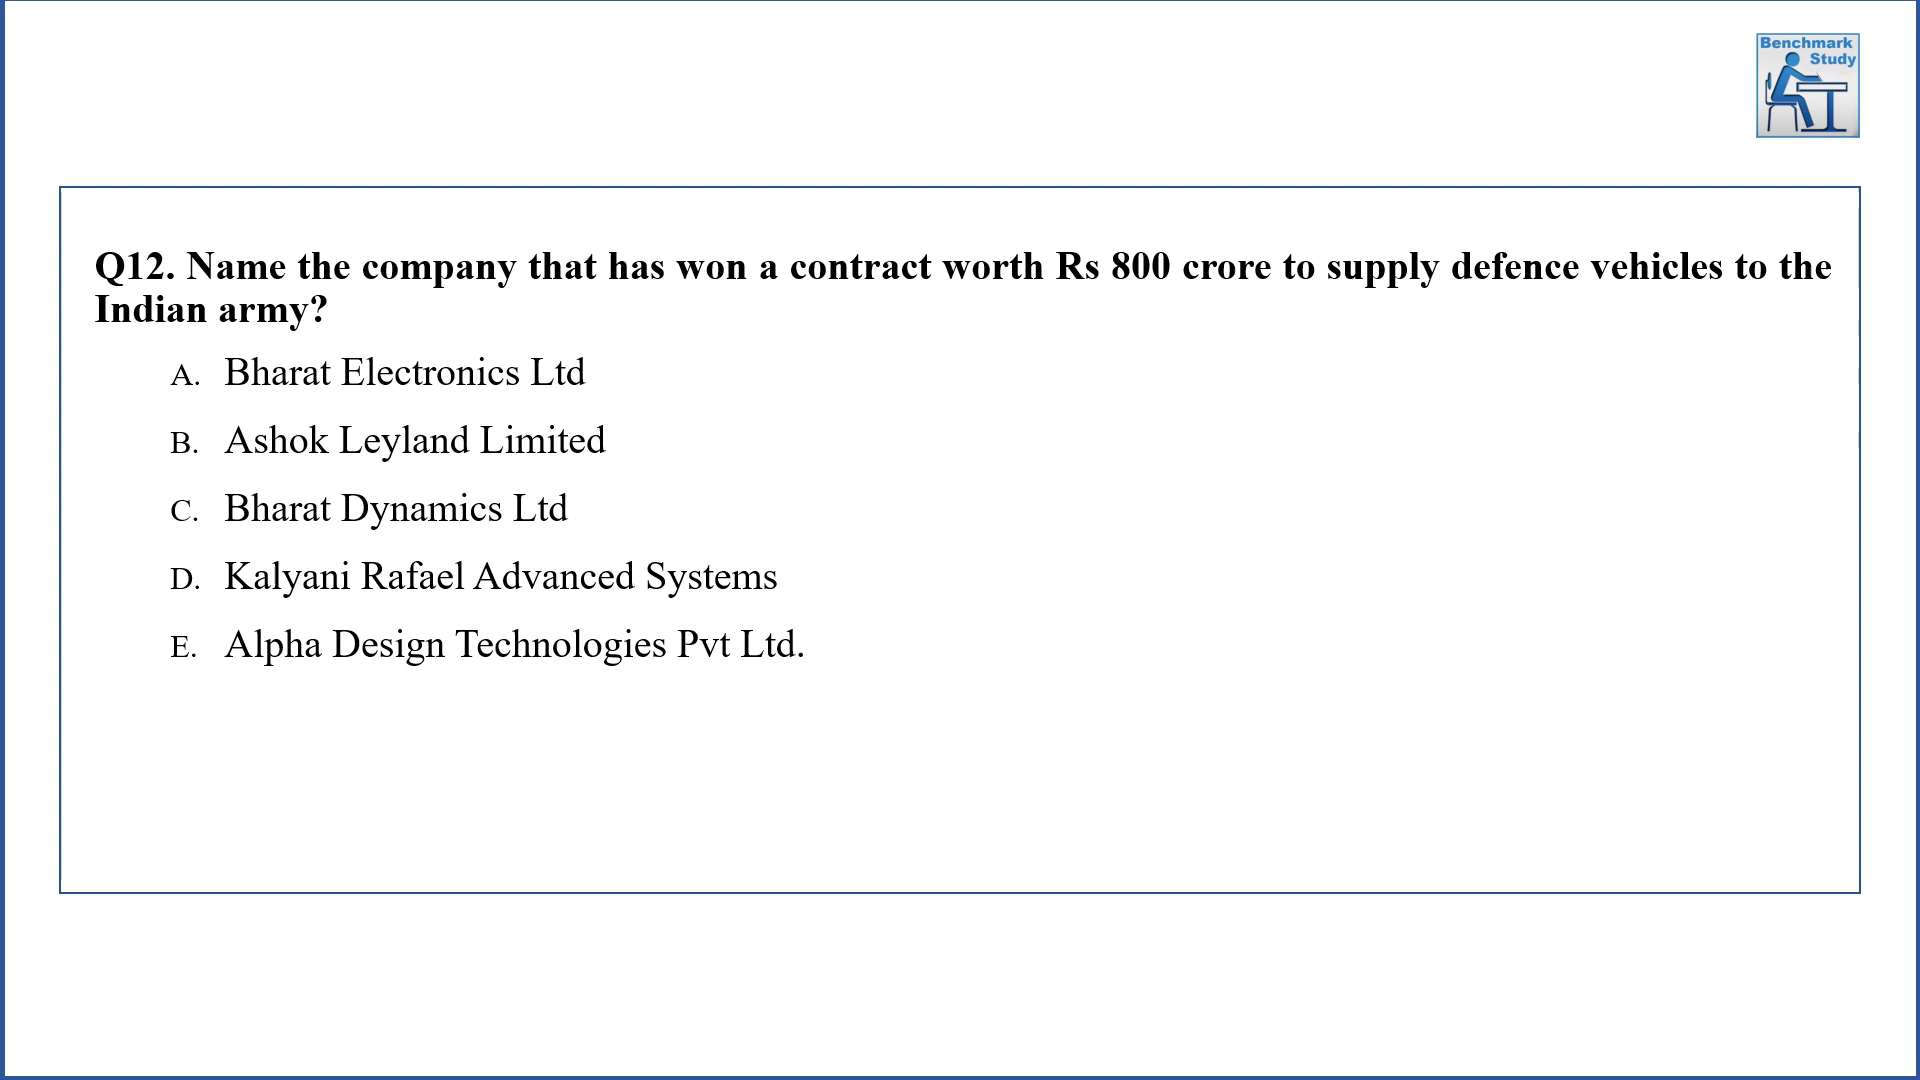 Benchmark
Study
Q12. Name the company that has won a contract worth Rs 800 crore to supply defence vehicles to the
Indian army?
A. Bharat Electronics Ltd
B. Ashok Leyland Limited
C. Bharat Dynamics Ltd
D. Kalyani Rafael Advanced Systems
E. Alpha Design Technologies Pvt Ltd.